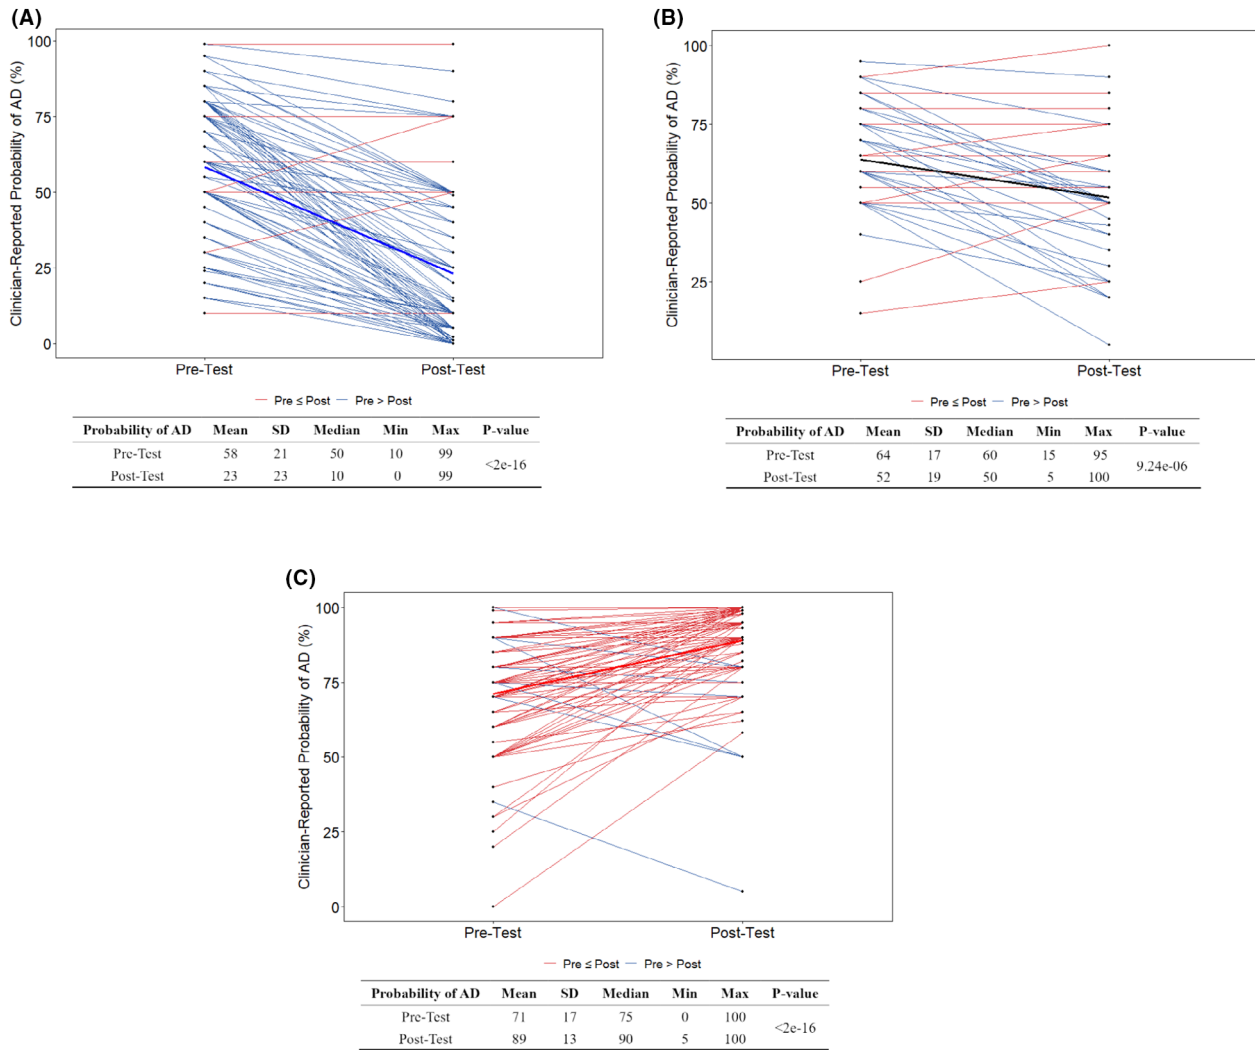 (A)
Clinician-Reported Probability of AD (%)
100
75
50
25
0
Pre-Test Post-Test
Pre ≤ Post Pre > Post
Probability of AD Mean SD Median Min Max P-value
Pre-Test 58 21 50 10 99
<2e-16
Post-Test 23 23 10 0 99
(B)
Clinician-Reported Probability of AD (%)
100
75
50
25
Pre-Test Post-Test
Pre ≤ Post Pre > Post
Probability of AD Mean SD Median Min Max P-value
Pre-Test 64 17 60 15 95
9.24e-06
Post-Test 52 19 50 5 100
(C)
Clinician-Reported Probability of AD (%)
100
75
50
25
0
Pre-Test Post-Test
Pre ≤ Post Pre > Post
Probability of AD Mean SD Median Min Max P-value
Pre-Test 71 17 75 0 100
<2e-16
Post-Test 89 13 90 5 100